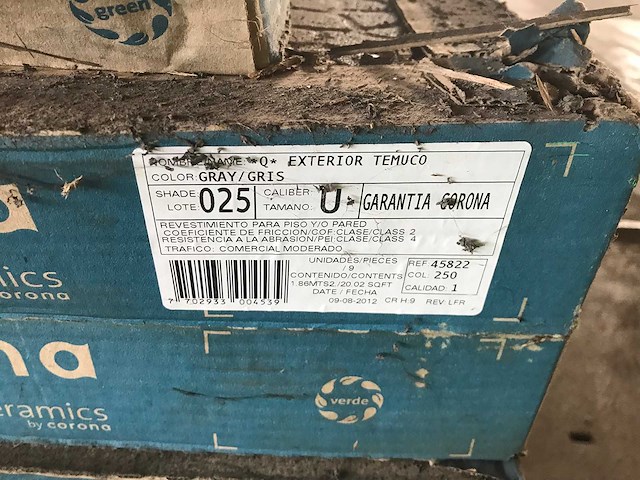 green
NOMBRE/NAME: *Q* EXTERIOR TEMUCO
COLOR: GRAY/GRIS
SHADE LOTE 025 CALIBER TAMANO: U GARANTIA CORONA
REVESTIMIENTO PARA PISO Y/O PARED
COEFICIENTE DE FRICCION/COF:CLASE/CLASS 2
RESISTENCIA A LA ABRASION/PEI:CLASE/CLASS 4
TRAFICO: COMERCIAL MODERADO
UNIDADES/PIECES
/9
CONTENIDO/CONTENTS
1.86MTS2./20.02 SQFT
DATE / FECHA
09-08-2012 CR H:9 REV: LFR
REF. 45822
COL. 250
CALIDAD 1
7 702933 004539
a
mics
corona
na
eramics
by corona
verde